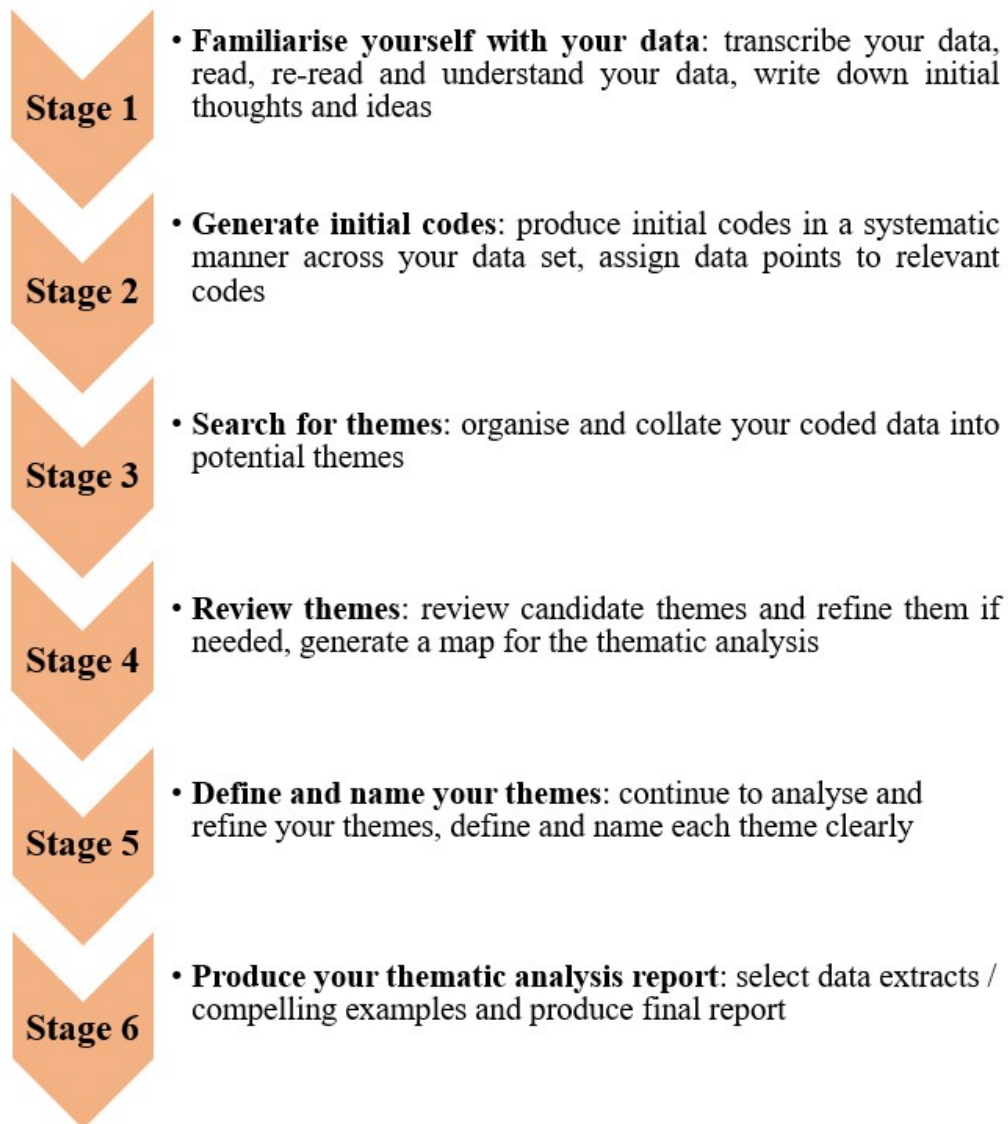 Stage 1
• Familiarise yourself with your data: transcribe your data,
read, re-read and understand your data, write down initial
thoughts and ideas
Stage 2
• Generate initial codes: produce initial codes in a systematic
manner across your data set, assign data points to relevant
codes
Stage 3
• Search for themes: organise and collate your coded data into
potential themes
Stage 4
• Review themes: review candidate themes and refine them if
needed, generate a map for the thematic analysis
Stage 5
• Define and name your themes: continue to analyse and
refine your themes, define and name each theme clearly
Stage 6
• Produce your thematic analysis report: select data extracts /
compelling examples and produce final report